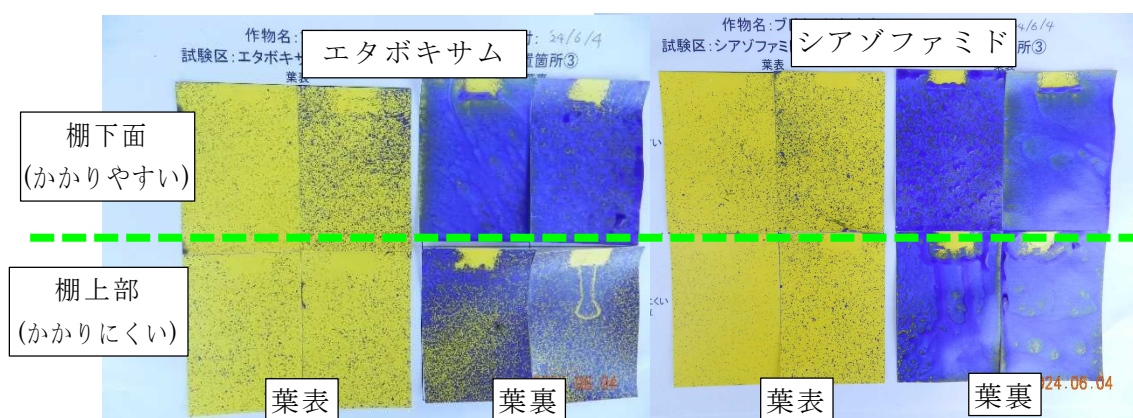 作物名:
付: 24/6/4
試験区:エタボキサ
置箇所③
葉表
エタボキサム
作物名:ブ
/6/4
試験区:シアゾファミ
所③
葉表
シアゾファミド
棚下面
(かかりやすい)
棚上部
(かかりにくい)
葉表
葉裏
葉表
葉裏
024.06.04